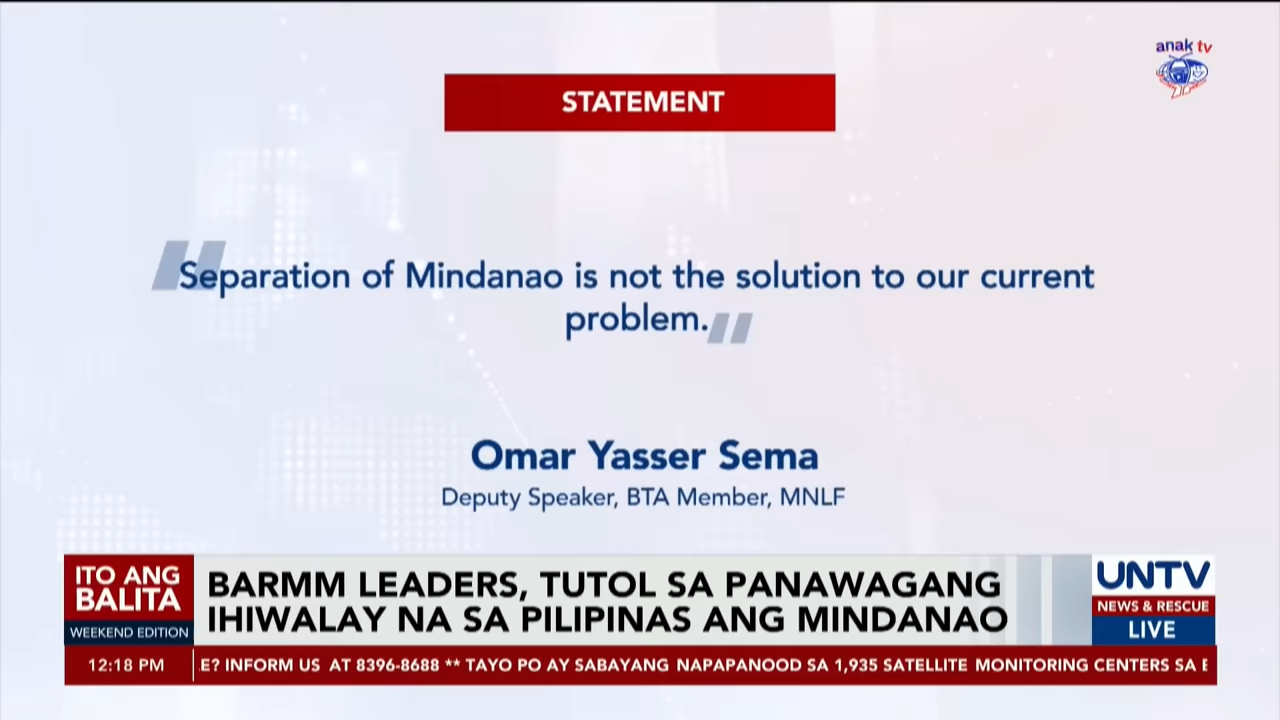 anak tv
STATEMENT
"Separation of Mindanao is not the solution to our current
problem."
Omar Yasser Sema
Deputy Speaker, BTA Member, MNLF
ITO ANG
BALITA
WEEKEND EDITION
BARMM LEADERS, TUTOL SA PANAWAGANG
IHIWALAY NA SA PILIPINAS ANG MINDANAO
UNTV
NEWS & RESCUE
LIVE
12:18 PM
.E? INFORM US AT 8396-8688 ** TAYO PO AY SABAYANG NAPAPANOOD SA 1,935 SATELLITE MONITORING CENTERS SA